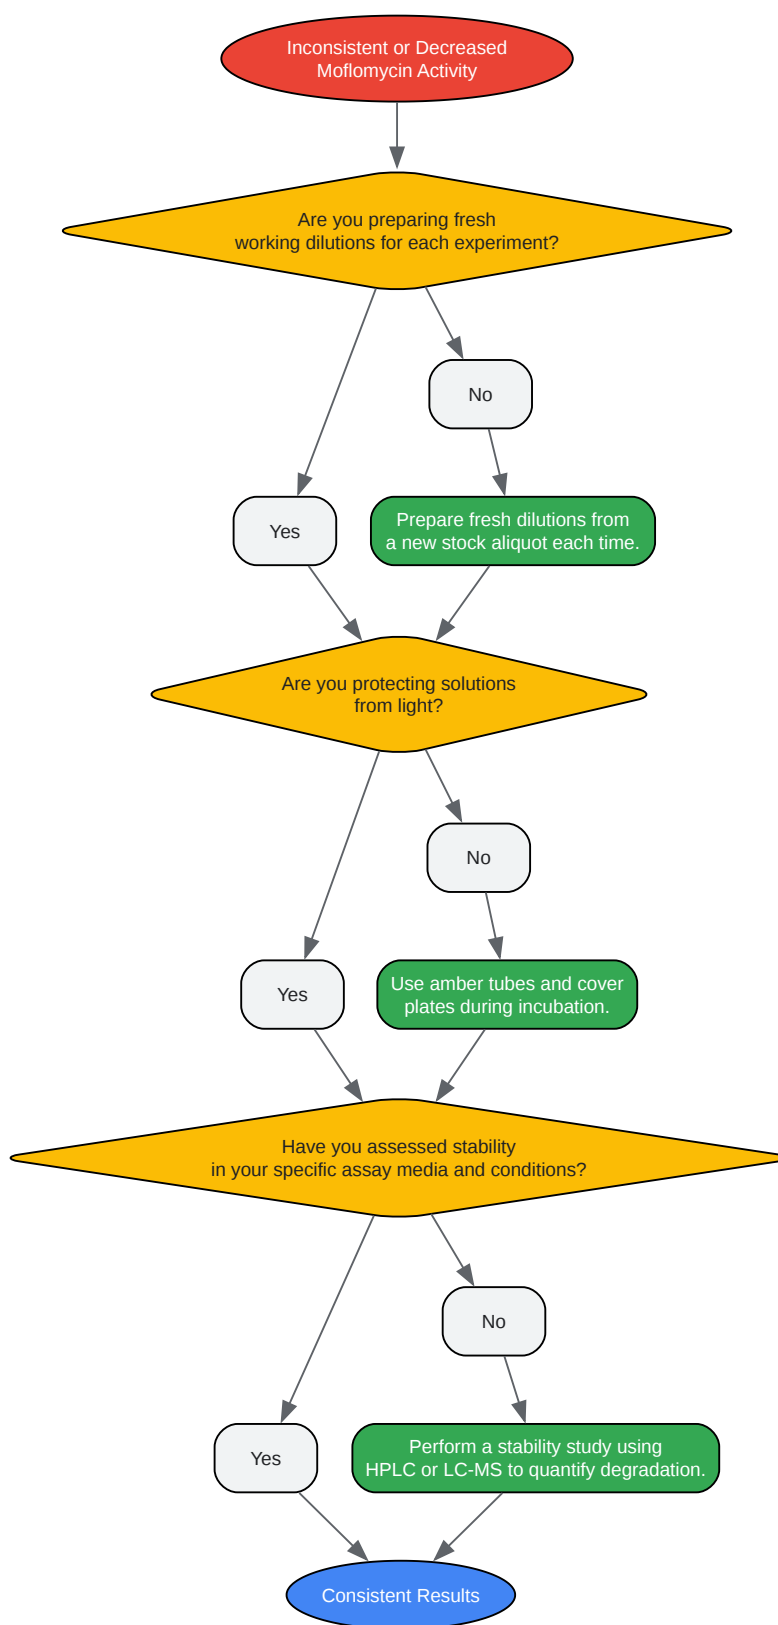 Inconsistent or Decreased
Moflomycin Activity
Are you preparing fresh
working dilutions for each experiment?
No
Yes
Prepare fresh dilutions from
a new stock aliquot each time.
Are you protecting solutions
from light?
No
Yes
Use amber tubes and cover
plates during incubation.
Have you assessed stability
in your specific assay media and conditions?
No
Yes
Perform a stability study using
HPLC or LC-MS to quantify degradation.
Consistent Results